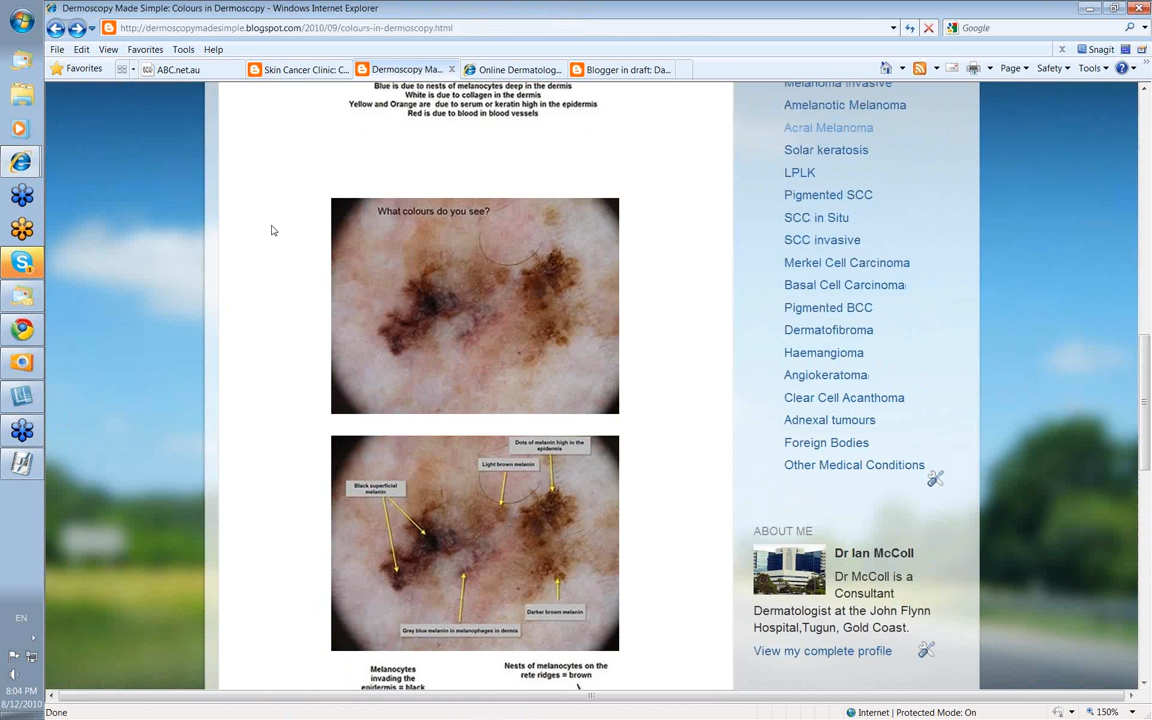 Dermoscopy Made Simple: Colours in Dermoscopy - Windows Internet Explorer
http://dermoscopymadesimple.blogspot.com/2010/09/colours-in-dermoscopy.html
Google
File Edit View Favorites Tools Help
Snagit
Favorites
ABC.net.au
Skin Cancer Clinic: C...
Dermoscopy Ma...
Online Dermatolog...
Blogger in draft: Da...
Page
Safety
Tools
Blue is due to nests of melanocytes deep in the dermis
White is due to collagen in the dermis
Yellow and Orange are due to serum or keratin high in the epidermis
Red is due to blood in blood vessels
What colours do you see?
Dots of melanin high in the
epidermis
Light brown melanin
Black superficial
melanin
Darker brown melanin
Grey blue melanin in melanophages in dermis
Melanocytes
invading the
epidermis = black
Nests of melanocytes on the
rete ridges = brown
Melanoma invasive
Amelanotic Melanoma
Acral Melanoma
Solar keratosis
LPLK
Pigmented SCC
SCC in Situ
SCC invasive
Merkel Cell Carcinoma
Basal Cell Carcinoma
Pigmented BCC
Dermatofibroma
Haemangioma
Angiokeratoma
Clear Cell Acanthoma
Adnexal tumours
Foreign Bodies
Other Medical Conditions
ABOUT ME
Dr Ian McColl
Dr McColl is a
Consultant
Dermatologist at the John Flynn
Hospital,Tugun, Gold Coast.
View my complete profile
EN
8:04 PM
8/12/2010
Done
Internet | Protected Mode: On
150%